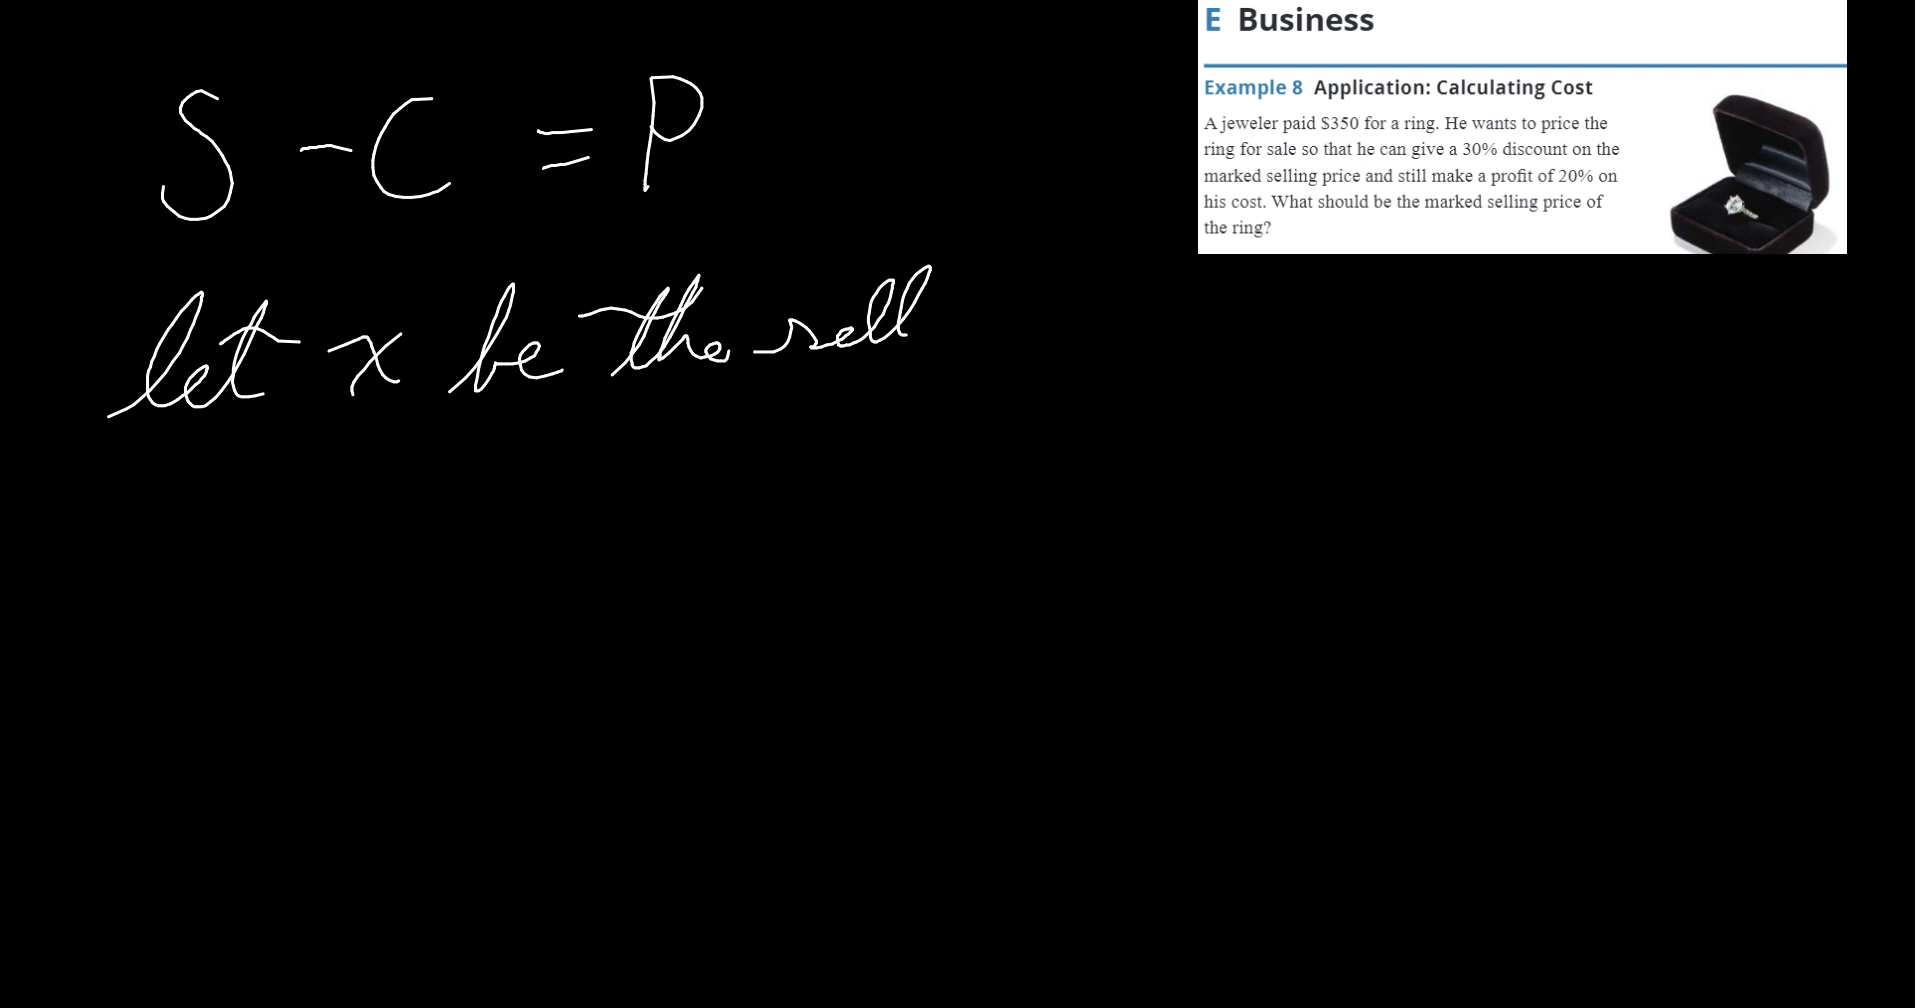 E Business
S - C = P
Example 8 Application: Calculating Cost
A jeweler paid $350 for a ring. He wants to price the
ring for sale so that he can give a 30% discount on the
marked selling price and still make a profit of 20% on
his cost. What should be the marked selling price of
the ring?
let x be the sell